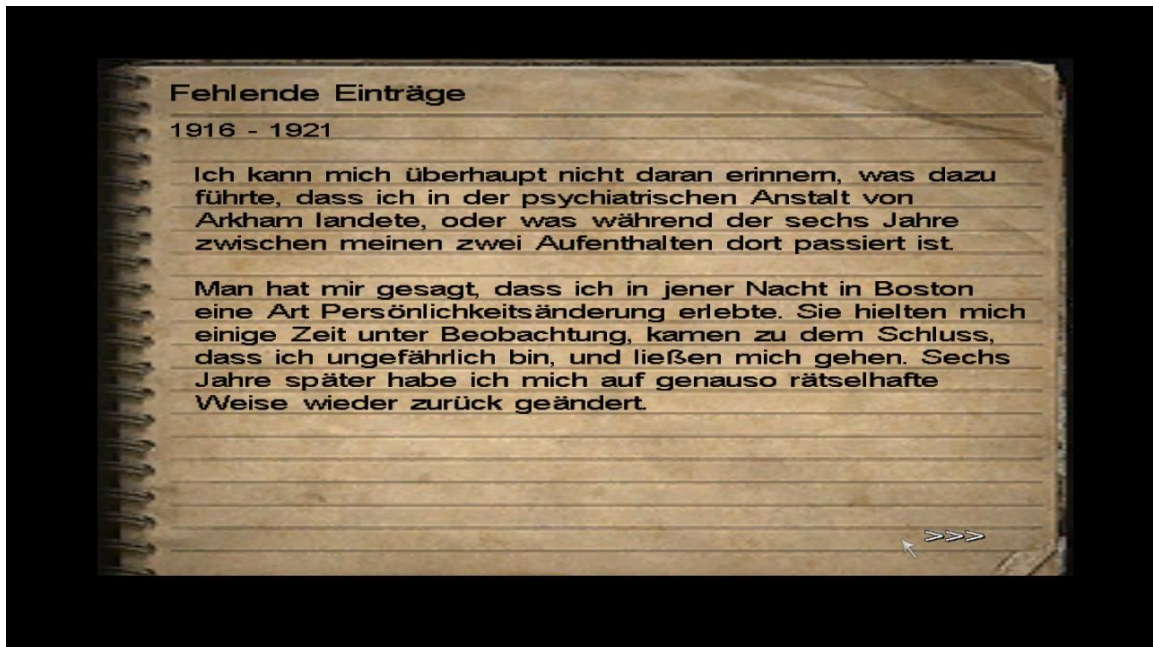 Fehlende Einträge
1916 - 1921
Ich kann mich überhaupt nicht daran erinnern, was dazu
führte, dass ich in der psychiatrischen Anstalt von
Arkham landete, oder was während der sechs Jahre
zwischen meinen zwei Aufenthalten dort passiert ist.
Man hat mir gesagt, dass ich in jener Nacht in Boston
eine Art Persönlichkeitsänderung erlebte. Sie hielten mich
einige Zeit unter Beobachtung, kamen zu dem Schluss,
dass ich ungefährlich bin, und ließen mich gehen. Sechs
Jahre später habe ich mich auf genauso rätselhafte
Weise wieder zurück geändert.
>>>